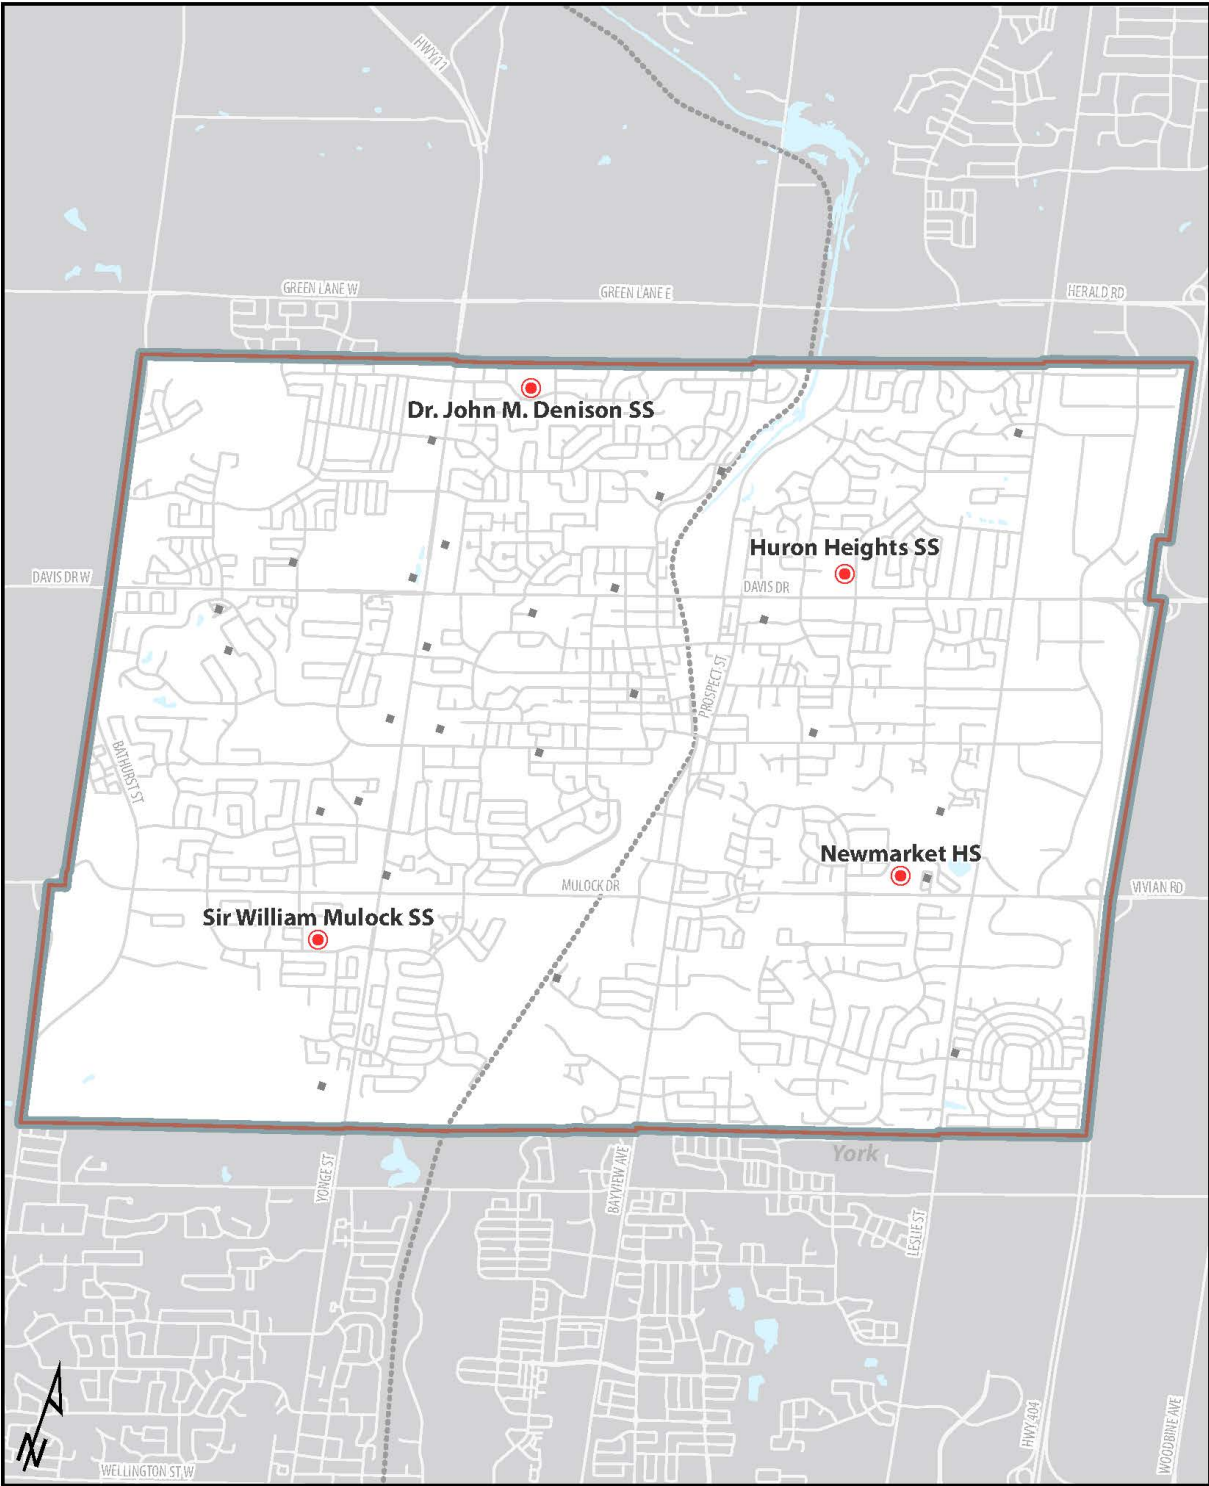 HWY 11
GREEN LANE W
GREEN LANE E
HERALD RD
Dr. John M. Denison SS
Huron Heights SS
DAVIS DR W
DAVIS DR
PROSPECT ST
BATHURST ST
Newmarket HS
MULOCK DR
VIVIAN RD
Sir William Mulock SS
York
YONGE ST
BAYVIEW AVE
LESLIE ST
HWY 404
WOODBINE AVE
N
WELLINGTON ST W